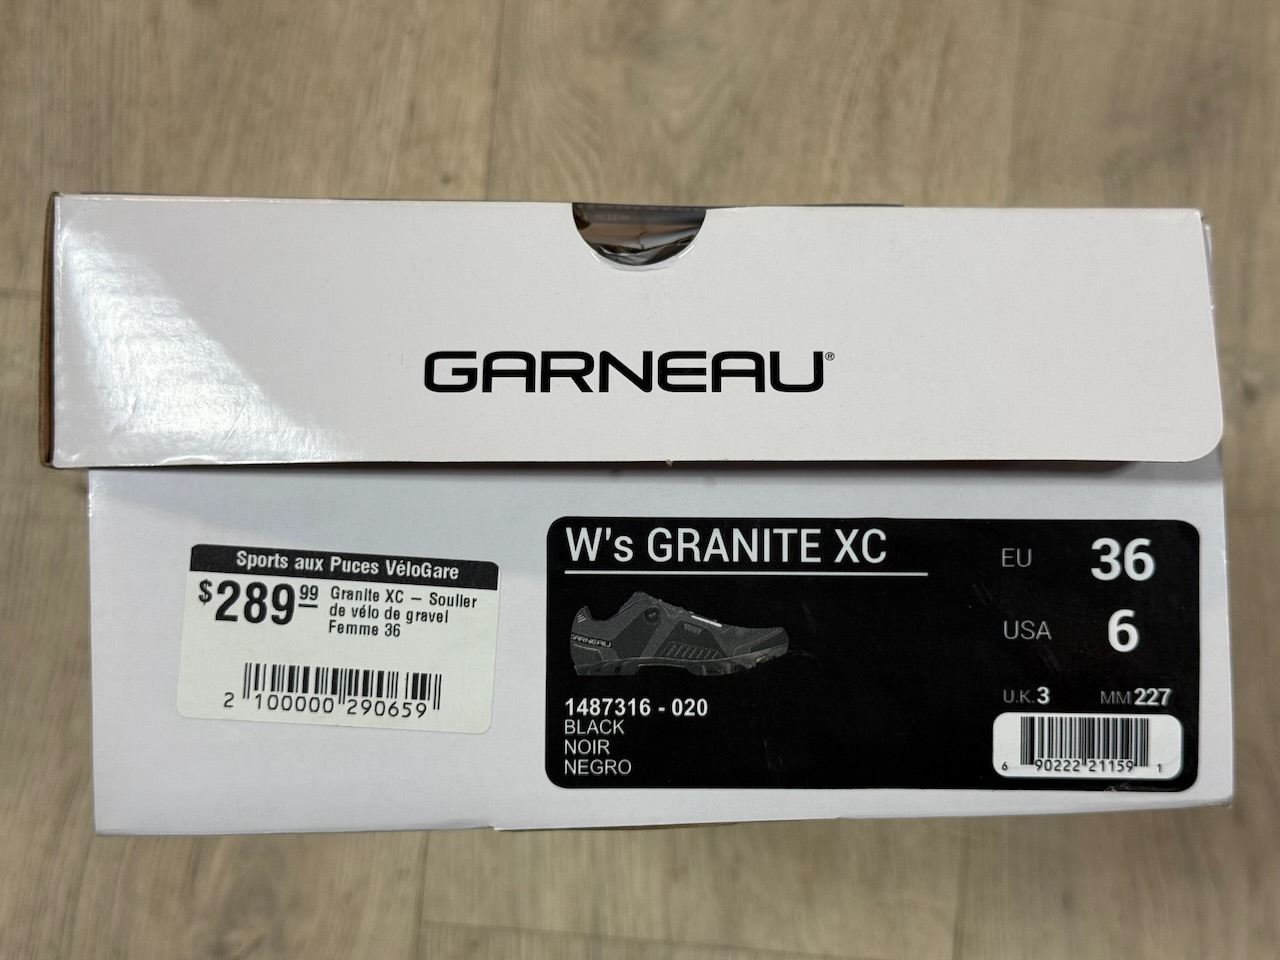 GARNEAU®
Sports aux Puces VéloGare
$289.99 Granite XC – Soulier
de vélo de gravel
Femme 36
2 100000 290659
W's GRANITE XC
GARNEAU
1487316 - 020
BLACK
NOIR
NEGRO
EU 36
USA 6
U.K. 3 MM 227
6 90222 21159 1